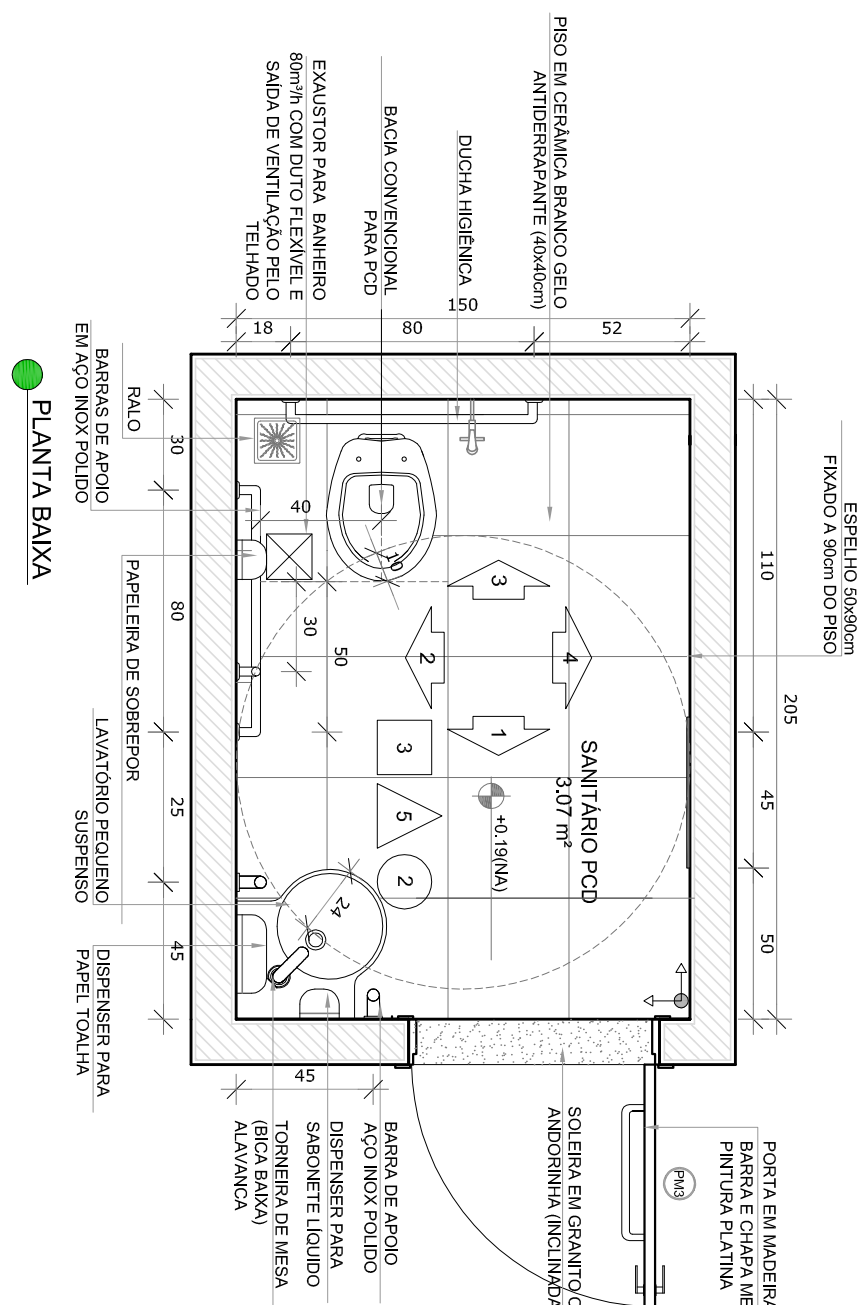 PISO EM CERÂMICA BRANCO GELO
ANTIDERRAPANTE (40x40cm)
DUCHA HIGIÊNICA
BACIA CONVENCIONAL
PARA PCD
EXAUSTOR PARA BANHEIRO
80m³/h COM DUTO FLEXÍVEL E
SAÍDA DE VENTILAÇÃO PELO
TELHADO
150
18
80
52
RALO
BARRAS DE APOIO
EM AÇO INOX POLIDO
PLANTA BAIXA
PAPELEIRA DE SOBREPOR
LAVATÓRIO PEQUENO
SUSPENSO
DISPENSER PARA
PAPEL TOALHA
30
80
25
45
40
10
30
50
3
2
4
1
3
5
2
SANITÁRIO PCD
3.07 m²
+0.19(NA)
24
ESPELHO 50x90cm
FIXADO A 90cm DO PISO
110
205
45
50
45
BARRA DE APOIO
AÇO INOX POLIDO
DISPENSER PARA
SABONETE LÍQUIDO
TORNEIRA DE MESA
(BICA BAIXA)
ALAVANCA
SOLEIRA EM GRANITO
ANDORINHA (INCLINADA
PM3
PORTA EM MADEIRA
BARRA E CHAPA ME
PINTURA PLATINA